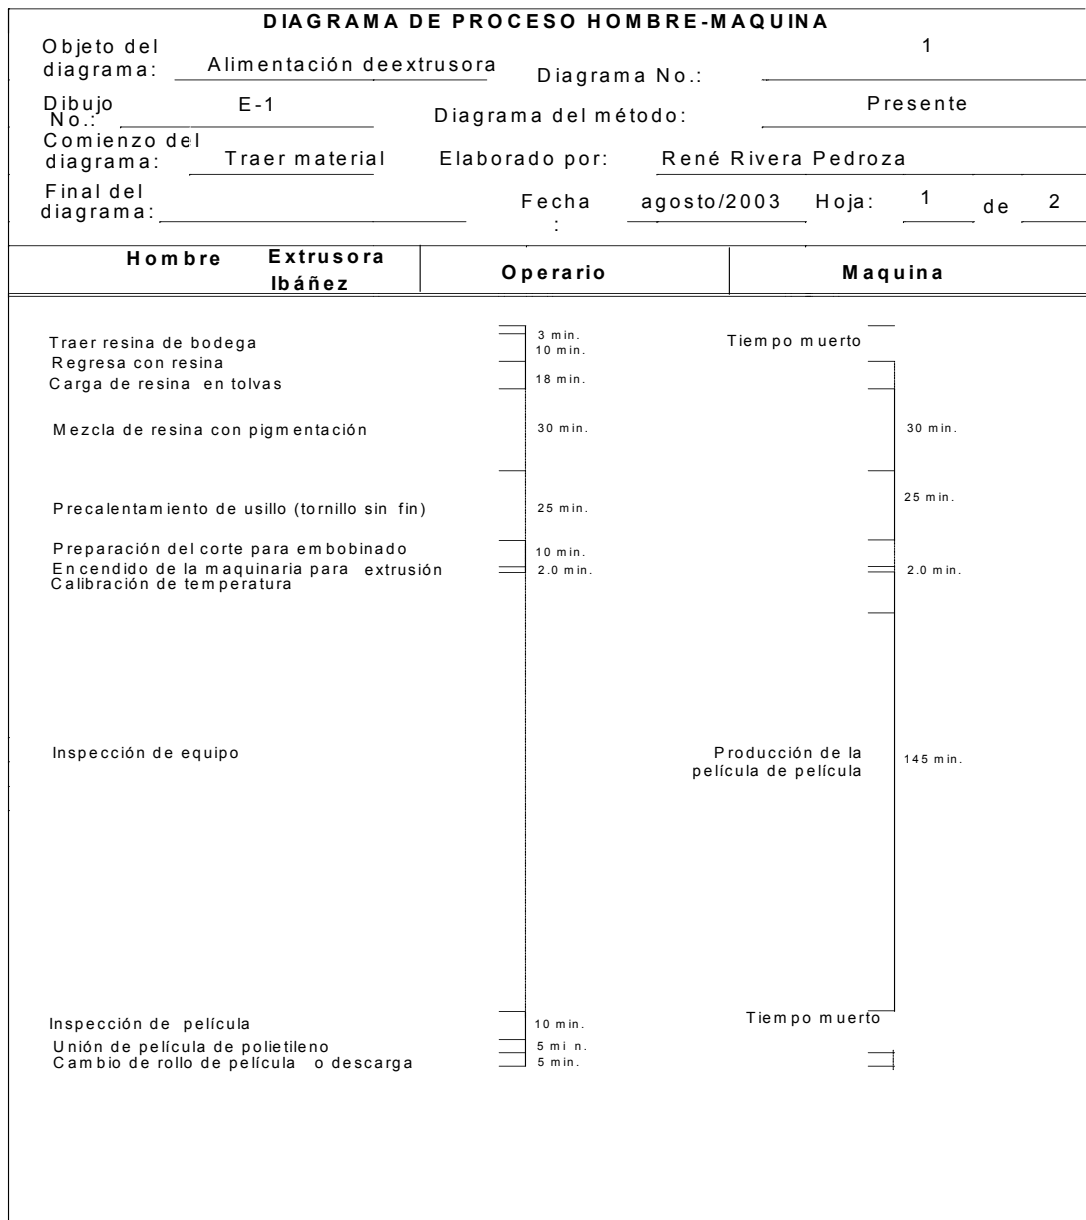 DIAGRAMA DE PROCESO HOMBRE-MAQUINA
Objeto del diagrama: Alimentación deextrusora Diagrama No.: 1
Dibujo No.: E-1 Diagrama del método: Presente
Comienzo del diagrama: Traer material Elaborado por: René Rivera Pedroza
Final del diagrama: Fecha : agosto/2003 Hoja: 1 de 2
Hombre Extrusora Ibáñez Operario Maquina
Traer resina de bodega 3 min. Tiempo muerto
10 min.
Regresa con resina
Carga de resina en tolvas 18 min.
Mezcla de resina con pigmentación 30 min. 30 min.
Precalentamiento de usillo (tornillo sin fin) 25 min. 25 min.
Preparación del corte para embobinado 10 min.
Encendido de la maquinaria para extrusión 2.0 min. 2.0 min.
Calibración de temperatura
Inspección de equipo Producción de la película de película 145 min.
Inspección de película 10 min. Tiempo muerto
Unión de película de polietileno 5 mi n.
Cambio de rollo de película o descarga 5 min.